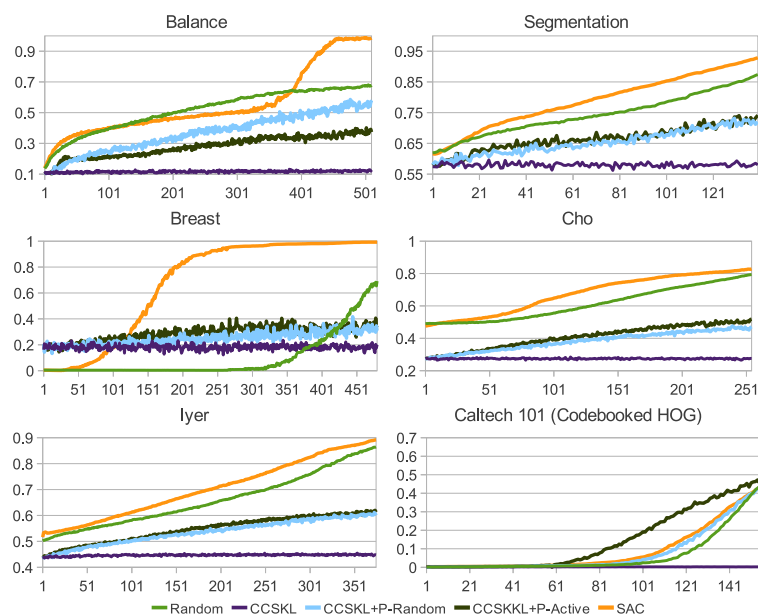 Balance
Segmentation
0.9
0.7
0.5
0.3
0.1
1 101 201 301 401 501
0.95
0.85
0.75
0.65
0.55
1 21 41 61 81 101 121
Breast
Cho
1
0.8
0.6
0.4
0.2
0
1 51 101 151 201 251 301 351 401 451
1
0.8
0.6
0.4
0.2
1 51 101 151 201 251
Iyer
Caltech 101 (Codebooked HOG)
0.9
0.8
0.7
0.6
0.5
0.4
1 51 101 151 201 251 301 351
0.7
0.6
0.5
0.4
0.3
0.2
0.1
0
1 21 41 61 81 101 121 141
Random CCSKL CCSKL+P-Random CCSKKL+P-Active SAC